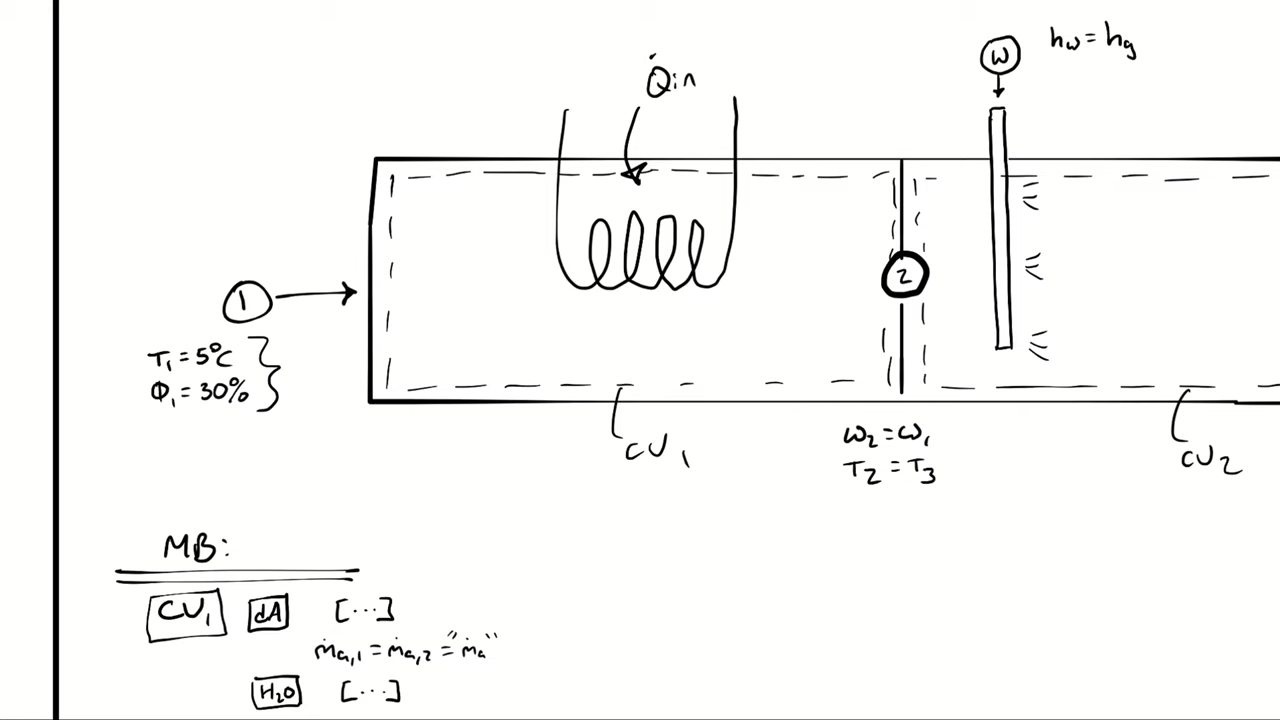 Q̇in
W
hw = hg
1
T₁ = 5°C
Φ₁ = 30%
2
ω₂ = ω₁
T₂ = T₃
CV₁
CV₂
MB:
CV₁ dA [...]
ṁa,1 = ṁa,2 = "ṁa"
H₂O [...]